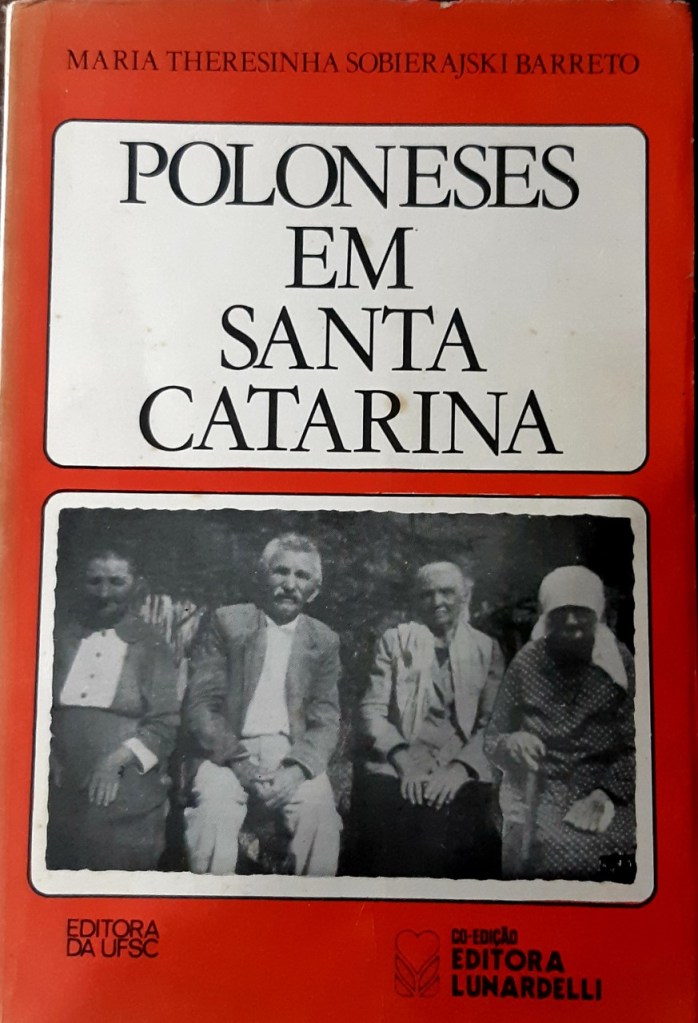 MARIA THERESINHA SOBIERAJSKI BARRETO
POLONESES
EM
SANTA
CATARINA
EDITORA
DA UFSC
CO-EDIÇÃO
EDITORA
LUNARDELLI